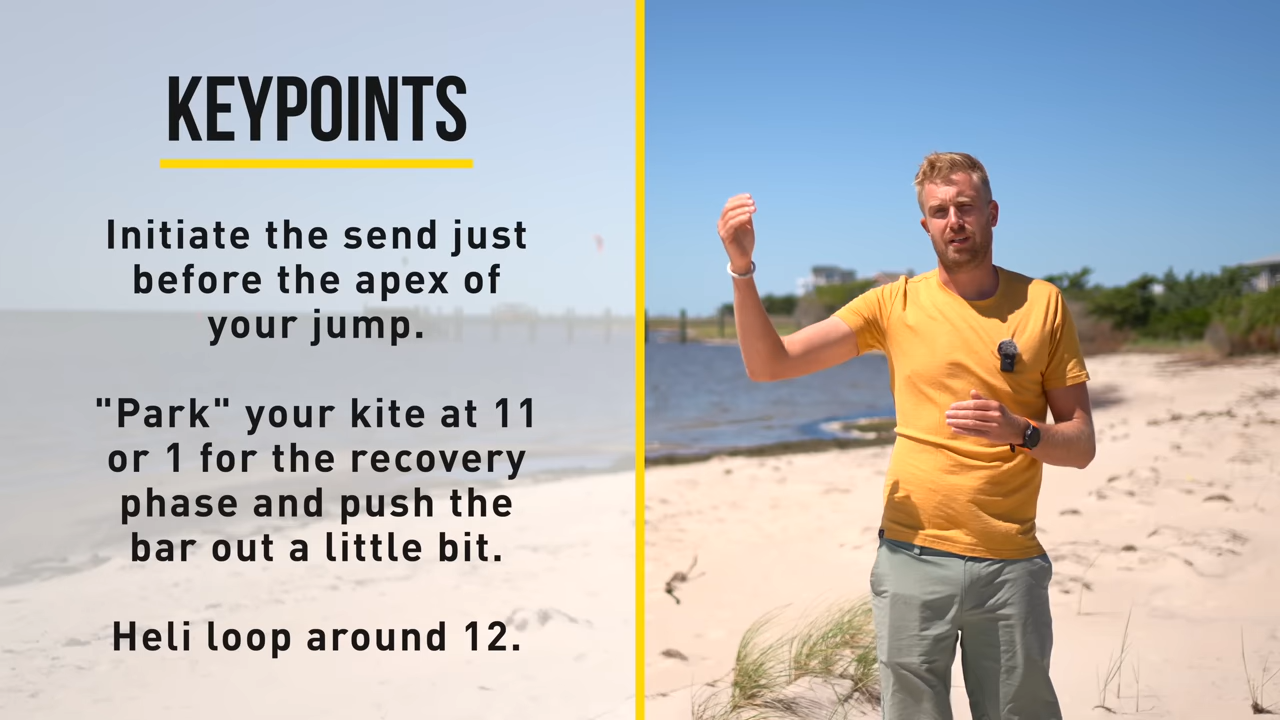 KEYPOINTS
Initiate the send just
before the apex of
your jump.
"Park" your kite at 11
or 1 for the recovery
phase and push the
bar out a little bit.
Heli loop around 12.